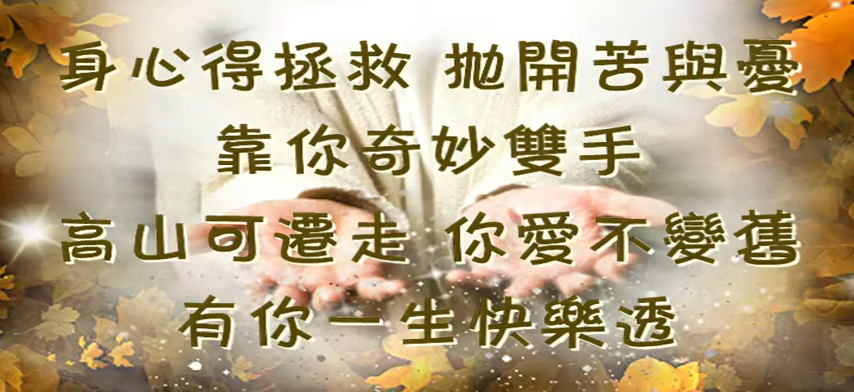 身心得拯救 拋開苦與憂
靠你奇妙雙手
高山可遷走 你愛不變舊
有你一生快樂透